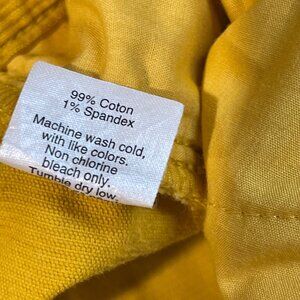 99% Coton
1% Spandex
Machine wash cold,
with like colors.
Non chlorine
bleach only.
Tumble dry low.